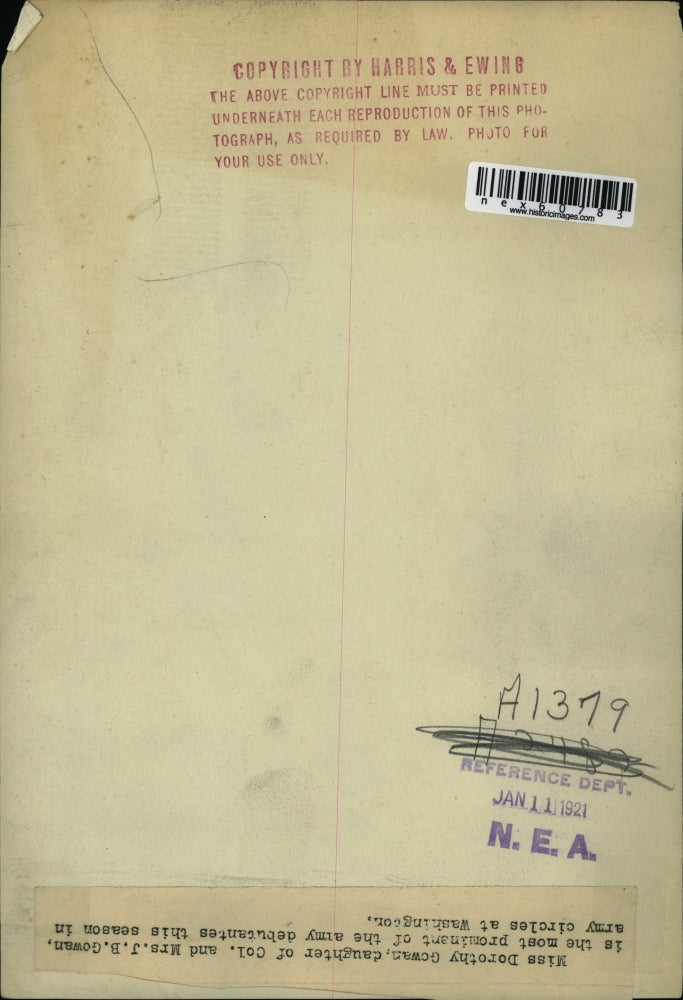 COPYRIGHT BY HARRIS & EWING
THE ABOVE COPYRIGHT LINE MUST BE PRINTED
UNDERNEATH EACH REPRODUCTION OF THIS PHO-
TOGRAPH, AS REQUIRED BY LAW. PHOTO FOR
YOUR USE ONLY.
nex60783
www.historicimages.com
A1379
REFERENCE DEPT.
JAN 11 1921
N. E. A.
Miss Dorothy Gowan, daughter of Col. and Mrs.J.B.Gowan,
is the most prominent of the army debutantes this season in
army circles at Washington.